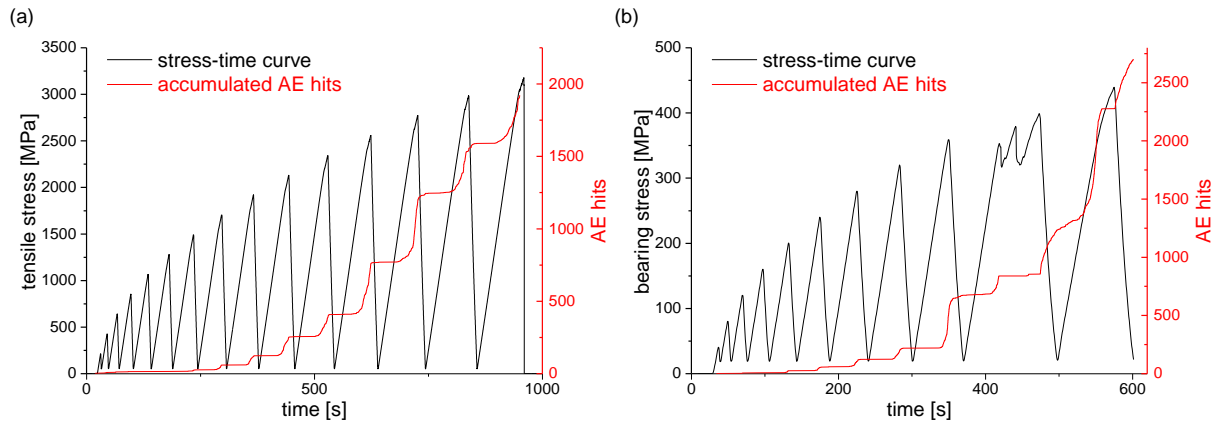 (a)
stress-time curve
accumulated AE hits
tensile stress [MPa]
3500
3000
2500
2000
1500
1000
500
0
0
500
1000
time [s]
2000
1500
1000
500
0
AE hits
(b)
stress-time curve
accumulated AE hits
bearing stress [MPa]
500
400
300
200
100
0
0
200
400
600
time [s]
2500
2000
1500
1000
500
0
AE hits